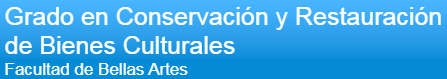 Grado en Conservación y Restauración
de Bienes Culturales
Facultad de Bellas Artes